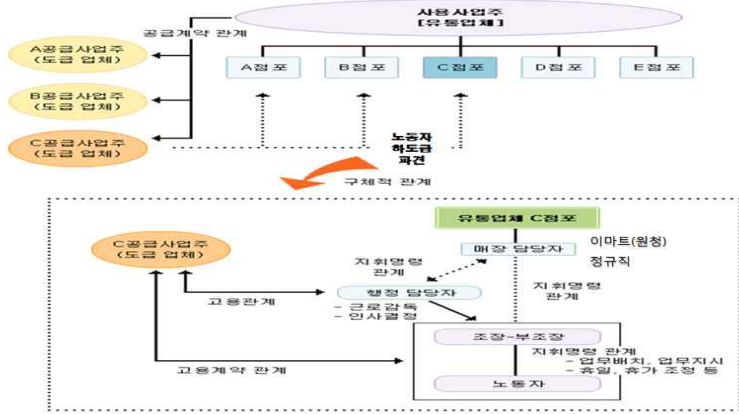 사용사업주
[유통업체]
공급계약 관계
A공급사업주
(도급 업체)
A점포
B점포
C점포
D점포
E점포
B공급사업주
(도급 업체)
C공급사업주
(도급 업체)
노동자
하도급
파견
구체적 관계
유통업체 C점포
C공급사업주
(도급 업체)
매장 담당자
이마트(원청)
정규직
지휘명령
관계
행정 담당자
지휘명령
관계
고용관계
- 근로감독
- 인사결정
조장-부조장
지휘명령 관계
- 업무배치, 업무지시
- 휴일, 휴가 조정 등
고용계약 관계
노동자